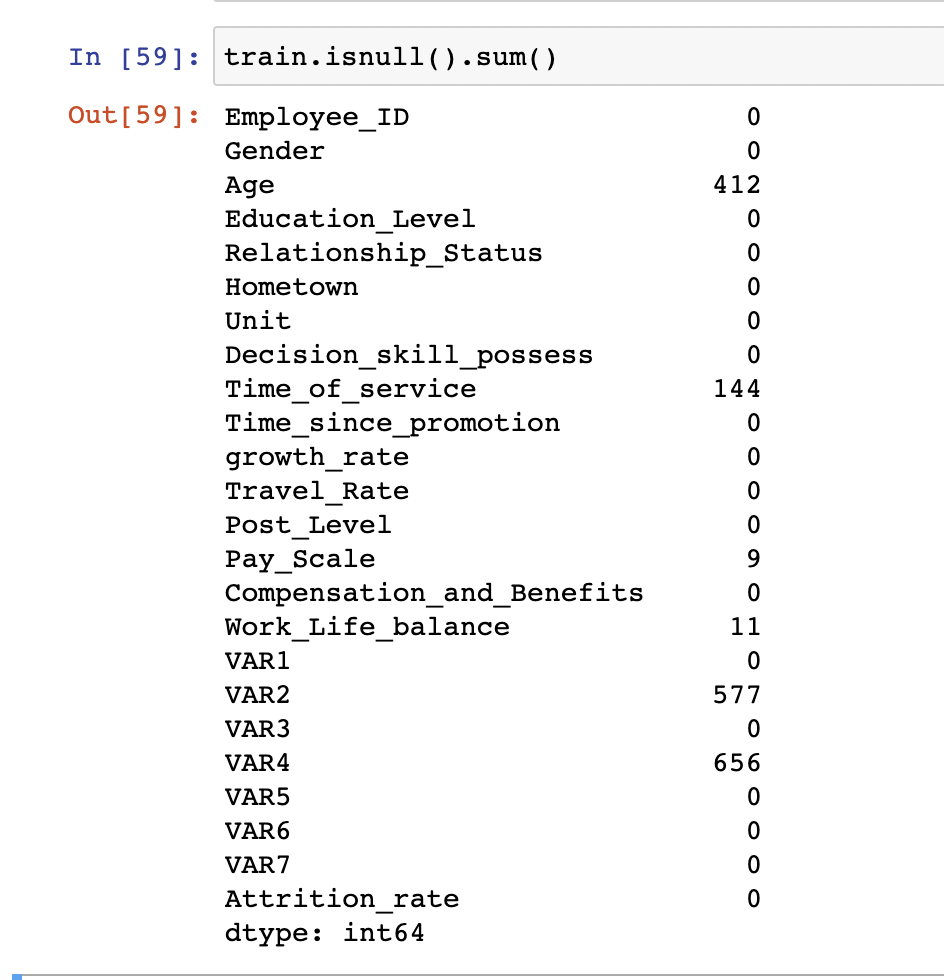 In [59]: train.isnull().sum()
Out[59]: Employee_ID 0
Gender 0
Age 412
Education_Level 0
Relationship_Status 0
Hometown 0
Unit 0
Decision_skill_possess 0
Time_of_service 144
Time_since_promotion 0
growth_rate 0
Travel_Rate 0
Post_Level 0
Pay_Scale 9
Compensation_and_Benefits 0
Work_Life_balance 11
VAR1 0
VAR2 577
VAR3 0
VAR4 656
VAR5 0
VAR6 0
VAR7 0
Attrition_rate 0
dtype: int64